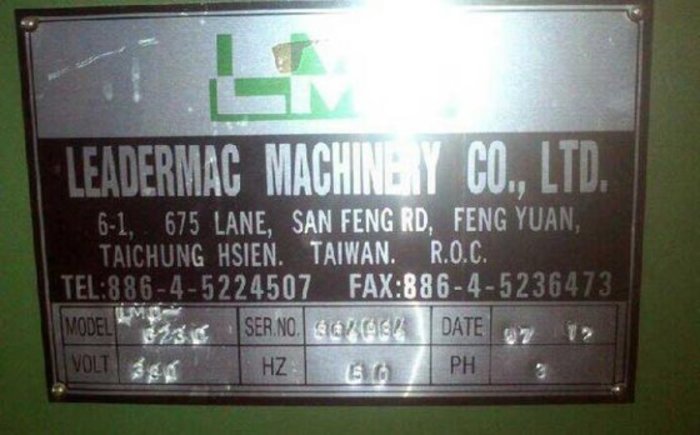 LEADERMAC MACHINERY CO., LTD.
6-1, 675 LANE, SAN FENG RD, FENG YUAN,
TAICHUNG HSIEN. TAIWAN. R.O.C.
TEL:886-4-5224507 FAX:886-4-5236473
MODEL SER.NO. DATE
VOLT HZ PH